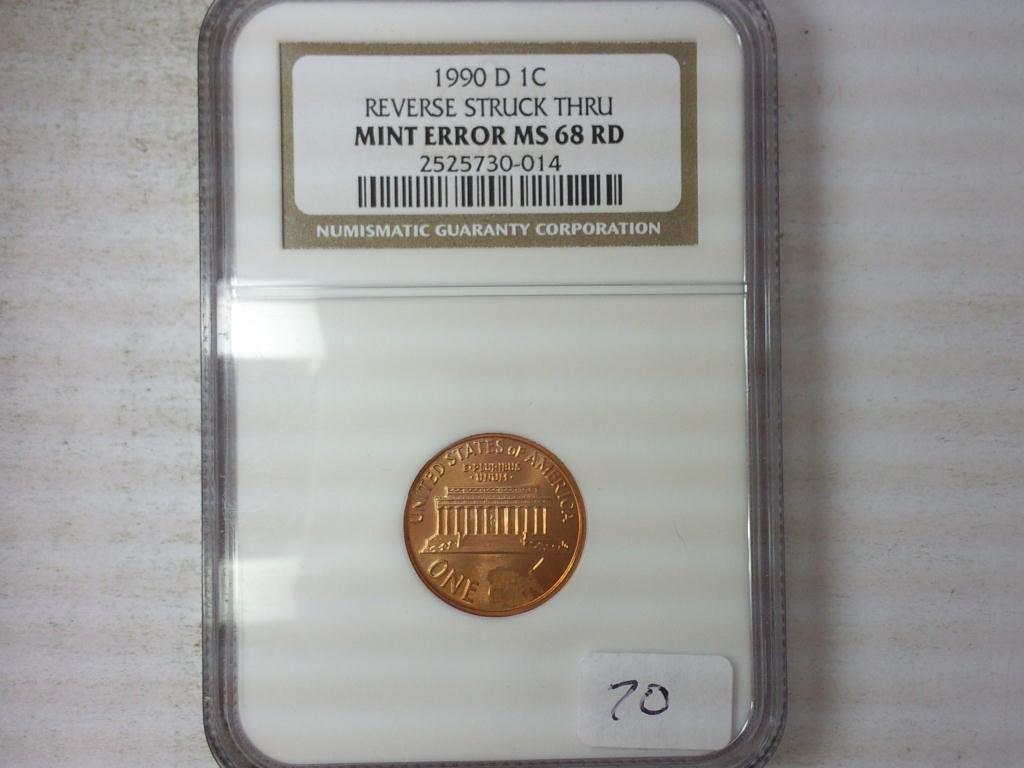 1990 D 1C
REVERSE STRUCK THRU
MINT ERROR MS 68 RD
2525730-014
NUMISMATIC GUARANTY CORPORATION
UNITED STATES of AMERICA
E·PLURIBUS
·UNUM·
ONE
70